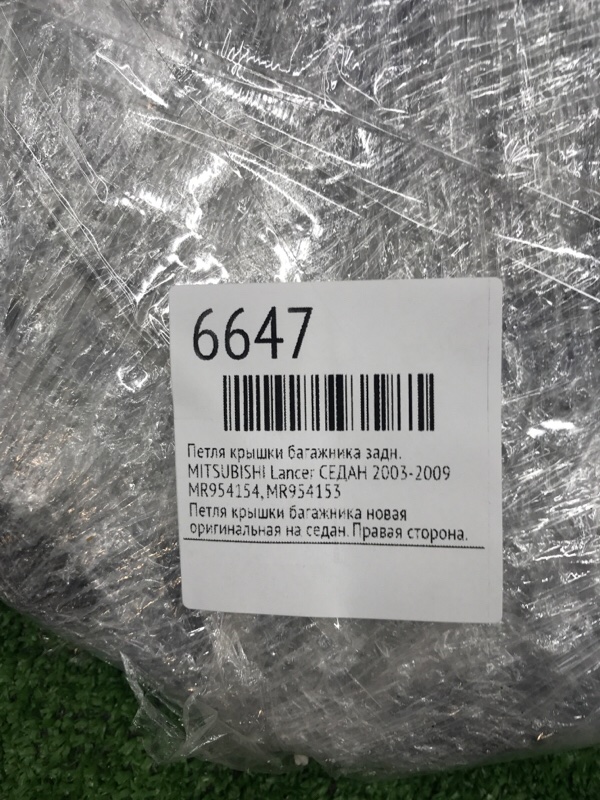 6647
Петля крышки багажника задн.
MITSUBISHI Lancer СЕДАН 2003-2009
MR954154, MR954153
Петля крышки багажника новая
оригинальная на седан. Правая сторона.